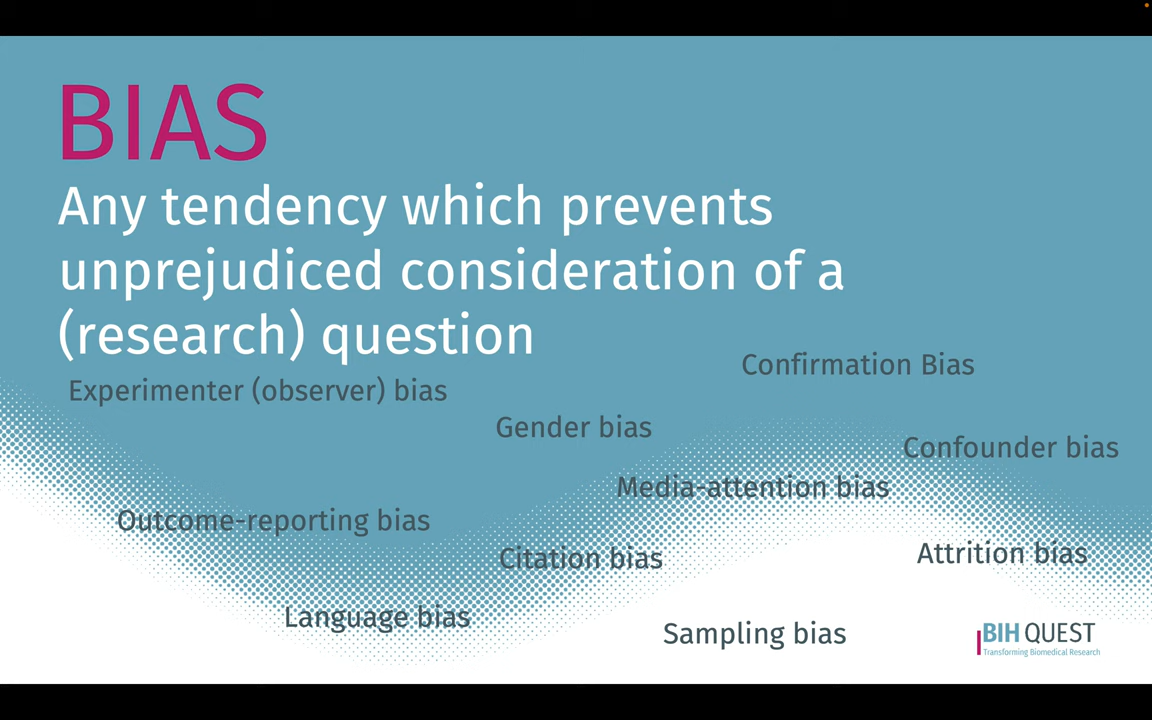 BIAS
Any tendency which prevents
unprejudiced consideration of a
(research) question
Confirmation Bias
Experimenter (observer) bias
Gender bias
Confounder bias
Media-attention bias
Outcome-reporting bias
Citation bias
Attrition bias
Language bias
Sampling bias
BIH QUEST
Transforming Biomedical Research